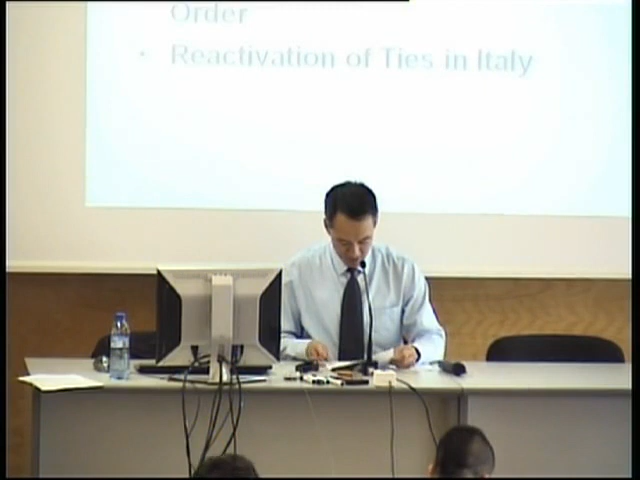 Order
• Reactivation of Ties in Italy